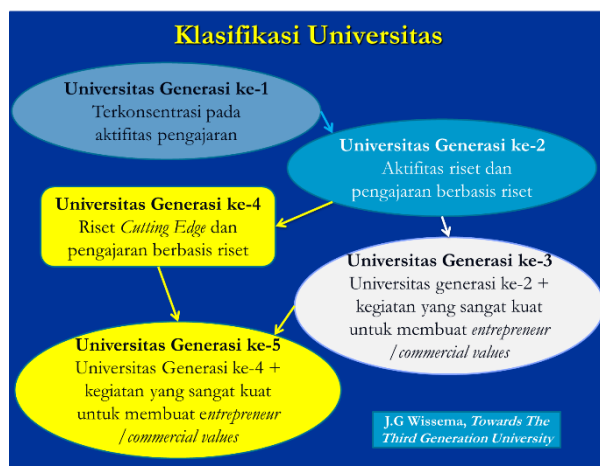 Klasifikasi Universitas
Universitas Generasi ke-1
Terkonsentrasi pada
aktifitas pengajaran
Universitas Generasi ke-2
Aktifitas riset dan
pengajaran berbasis riset
Universitas Generasi ke-4
Riset Cutting Edge dan
pengajaran berbasis riset
Universitas Generasi ke-3
Universitas generasi ke-2 +
kegiatan yang sangat kuat
untuk membuat entrepreneur
/commercial values
Universitas Generasi ke-5
Universitas Generasi ke-4 +
kegiatan yang sangat kuat
untuk membuat entrepreneur
/commercial values
J.G Wissema, Towards The
Third Generation University